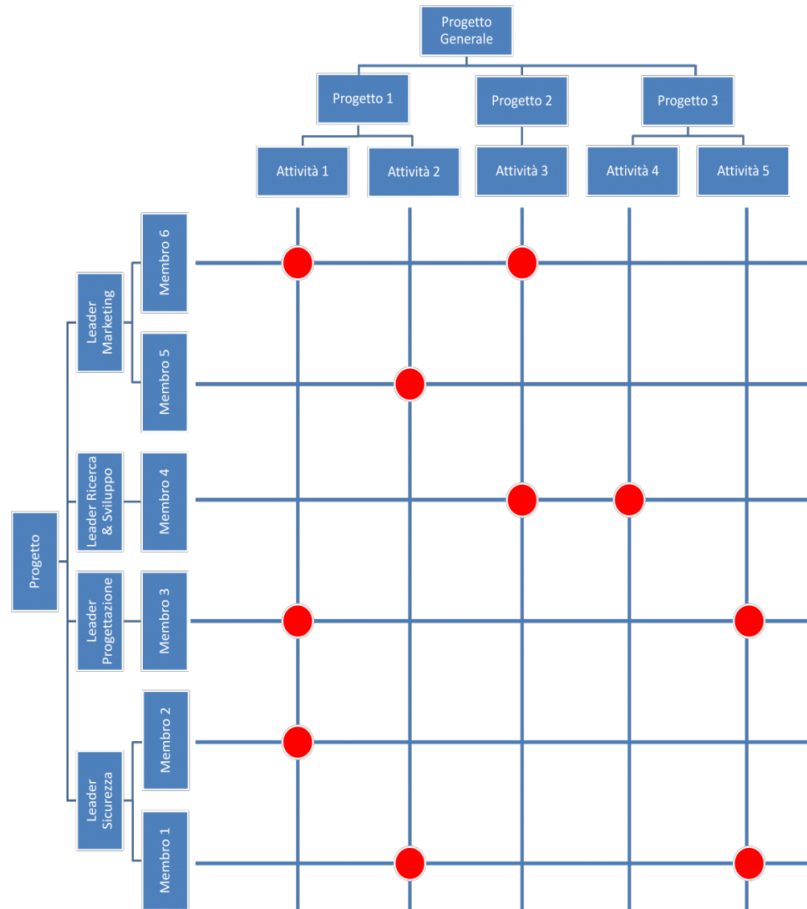 Progetto
Generale
Progetto 1
Progetto 2
Progetto 3
Attività 1
Attività 2
Attività 3
Attività 4
Attività 5
Progetto
Leader
Marketing
Membro 6
Membro 5
Leader Ricerca
& Sviluppo
Membro 4
Leader
Progettazione
Membro 3
Leader
Sicurezza
Membro 2
Membro 1